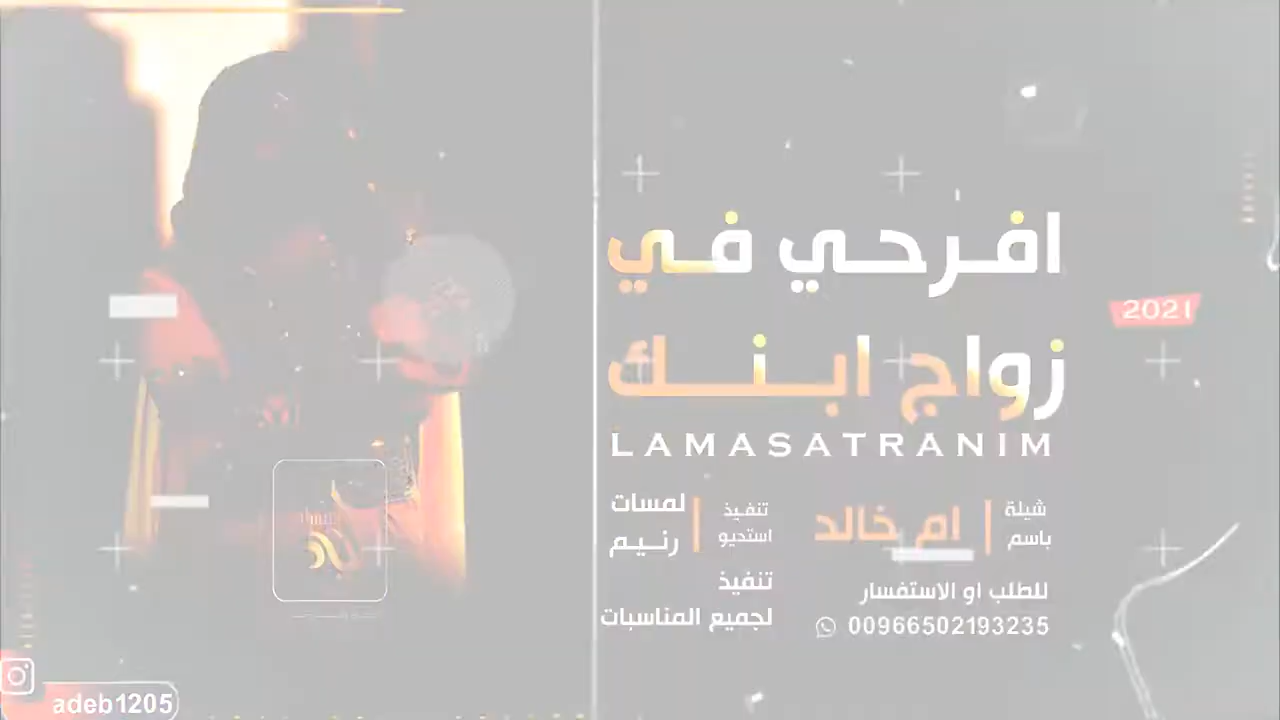 افرحي في
2021
زواج ابنك
LAMASATRANIM
شيلة
باسم
ام خالد
تنفيذ
استديو
لمسات
رنيم
للطلب او الاستفسار
00966502193235
تنفيذ
لجميع المناسبات
adeb1205